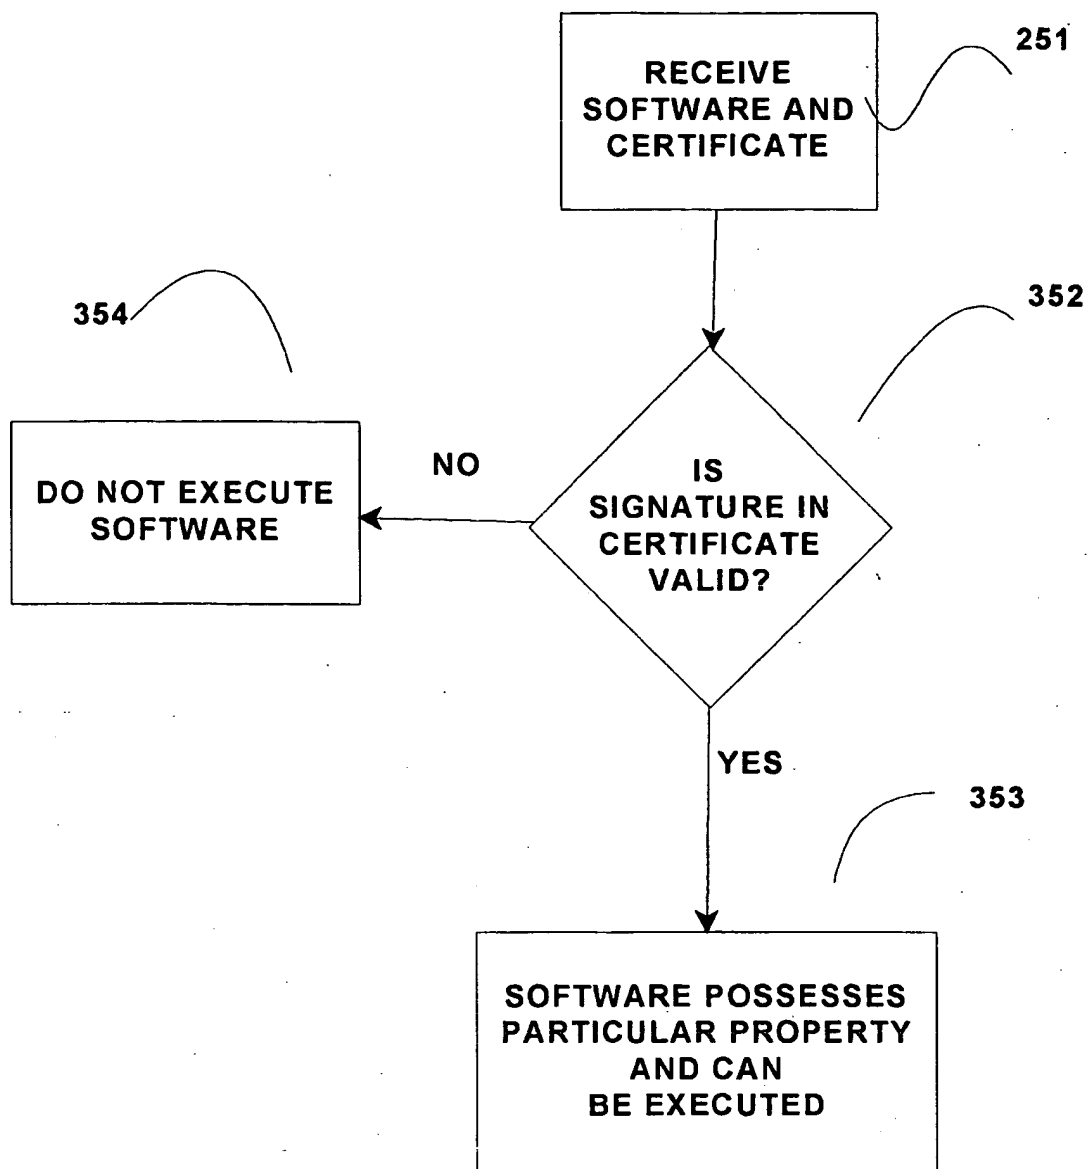 251
RECEIVE
SOFTWARE AND
CERTIFICATE
352
354
NO
IS
SIGNATURE IN
CERTIFICATE
VALID?
DO NOT EXECUTE
SOFTWARE
YES
353
SOFTWARE POSSESSES
PARTICULAR PROPERTY
AND CAN
BE EXECUTED